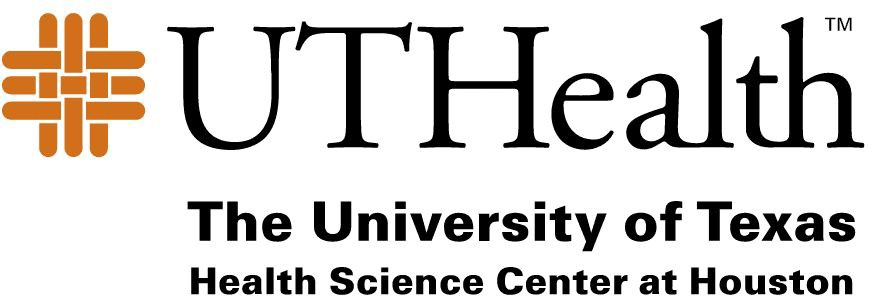 UTHealth™
The University of Texas
Health Science Center at Houston